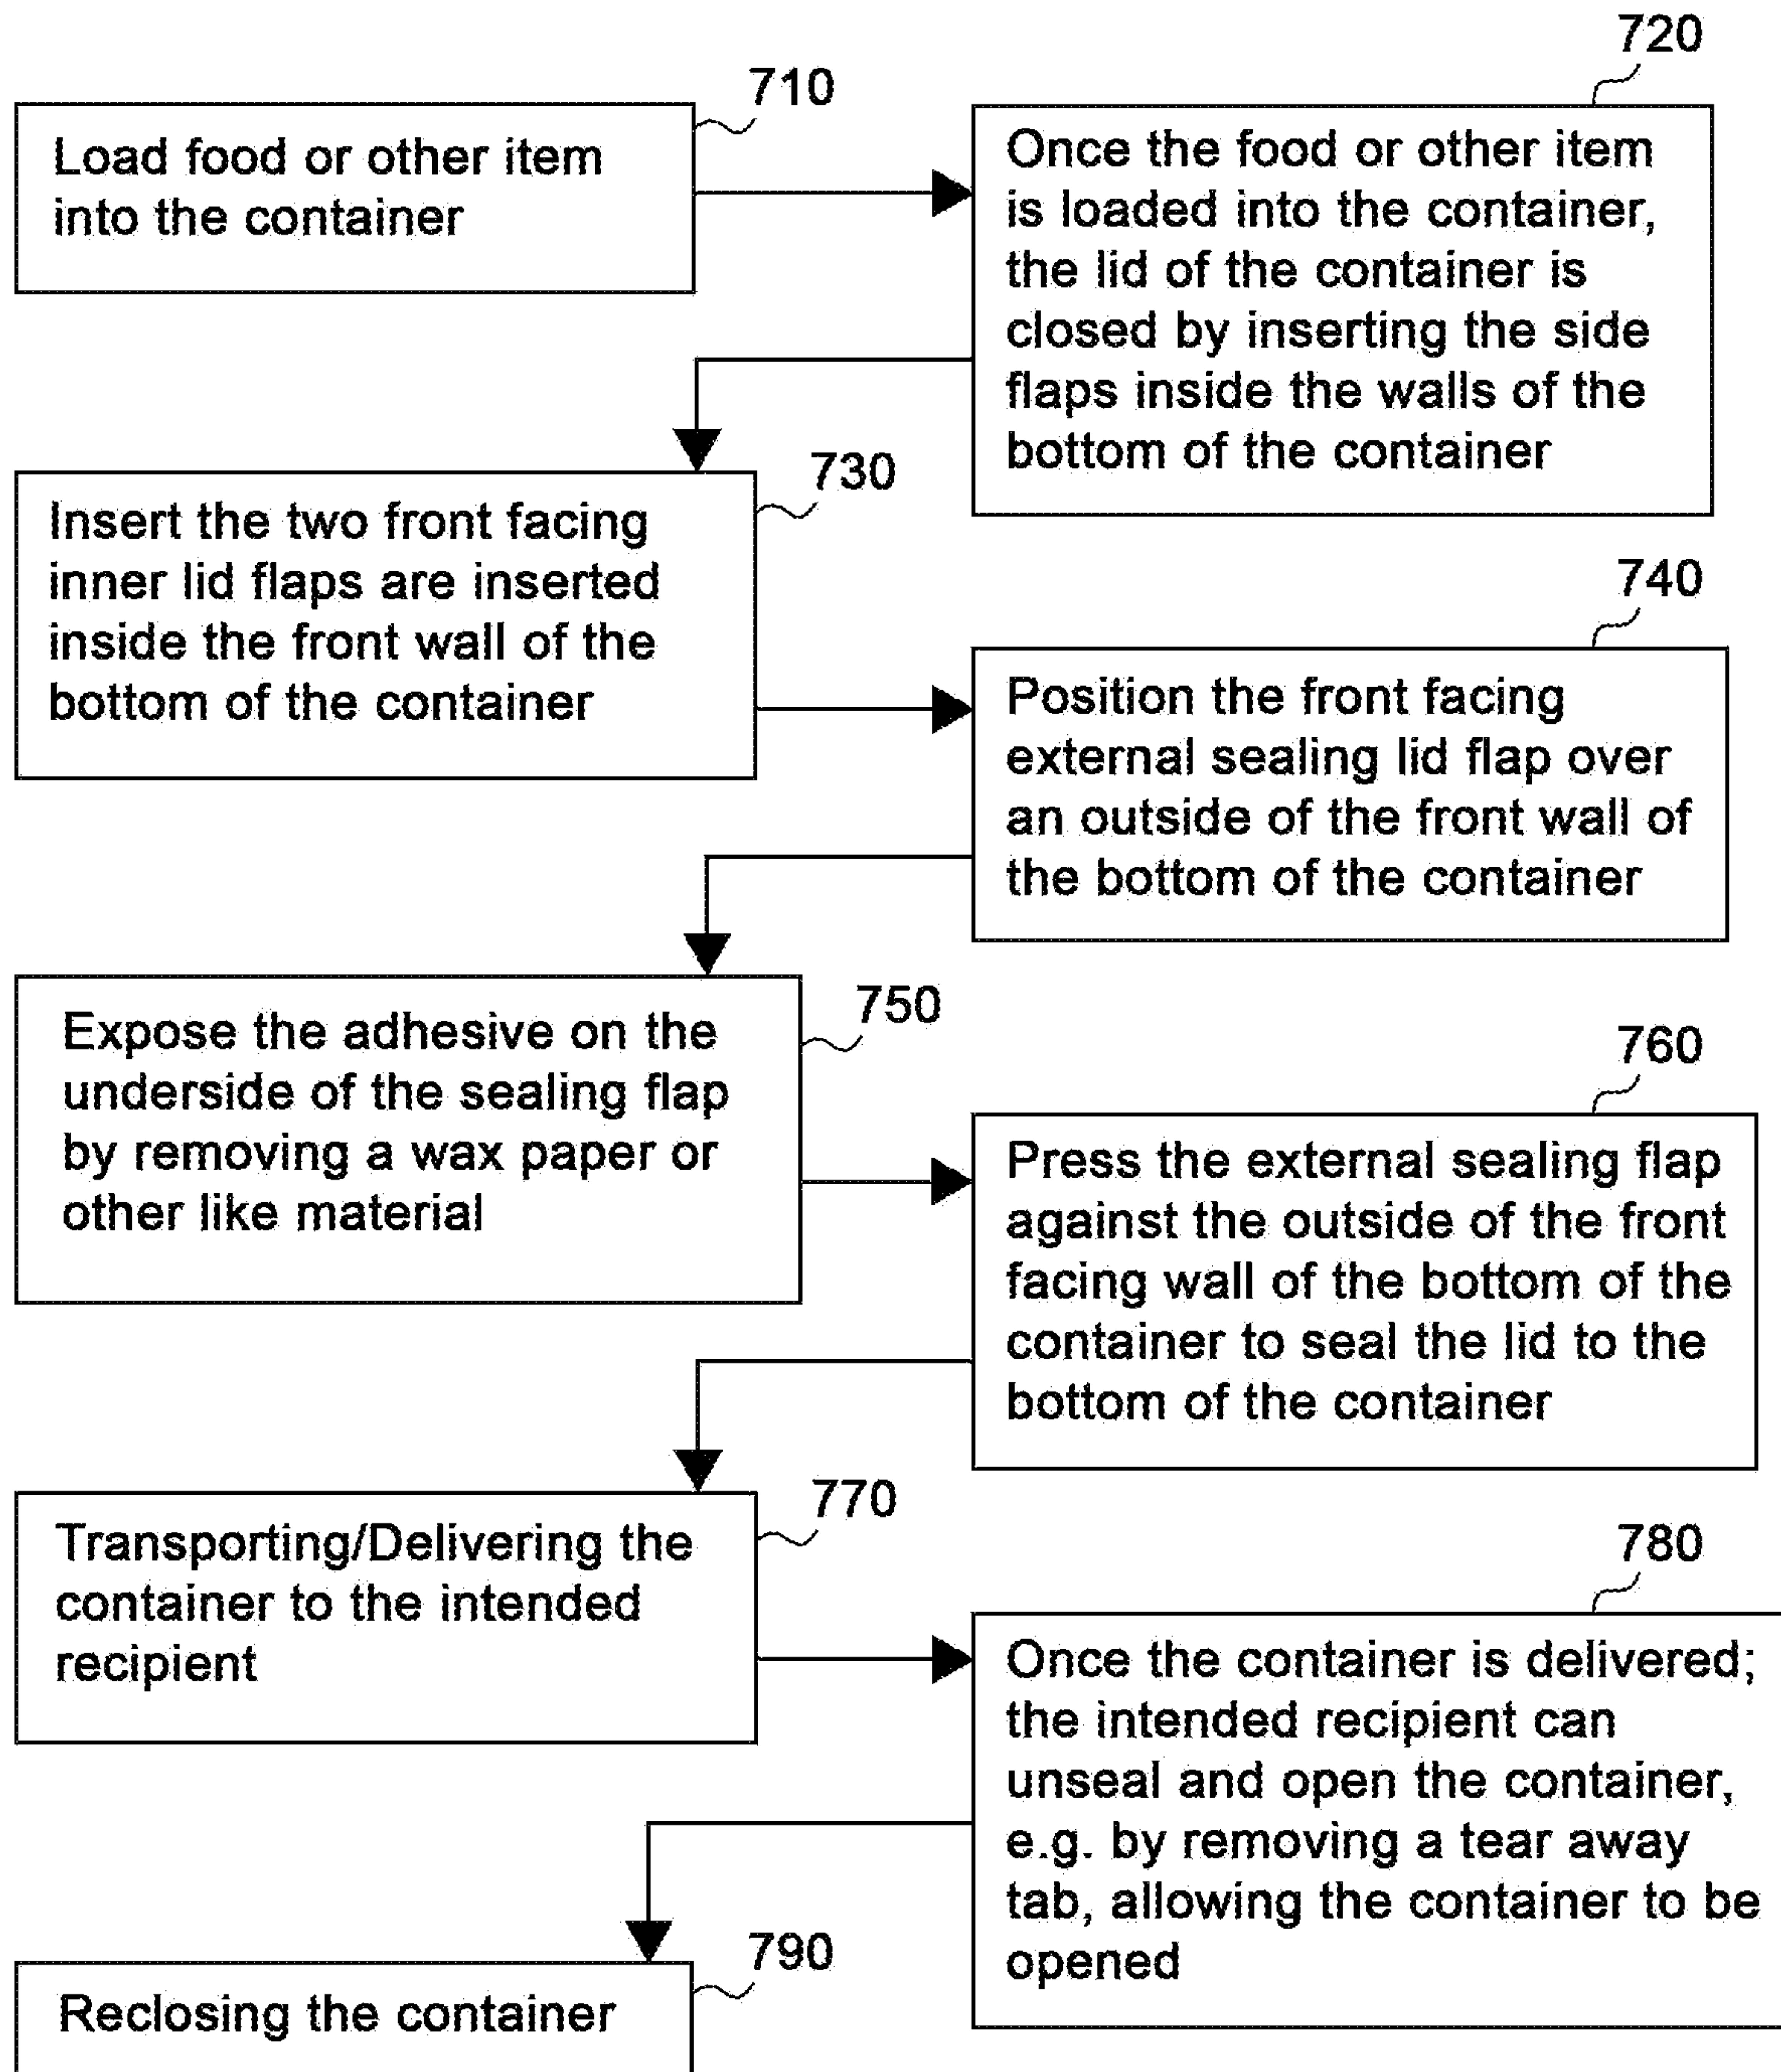 710
Load food or other item
into the container
720
Once the food or other item
is loaded into the container,
the lid of the container is
closed by inserting the side
flaps inside the walls of the
bottom of the container
730
Insert the two front facing
inner lid flaps are inserted
inside the front wall of the
bottom of the container
740
Position the front facing
external sealing lid flap over
an outside of the front wall of
the bottom of the container
750
Expose the adhesive on the
underside of the sealing flap
by removing a wax paper or
other like material
760
Press the external sealing flap
against the outside of the front
facing wall of the bottom of the
container to seal the lid to the
bottom of the container
770
Transporting/Delivering the
container to the intended
recipient
780
Once the container is delivered;
the intended recipient can
unseal and open the container,
e.g. by removing a tear away
tab, allowing the container to be
opened
790
Reclosing the container